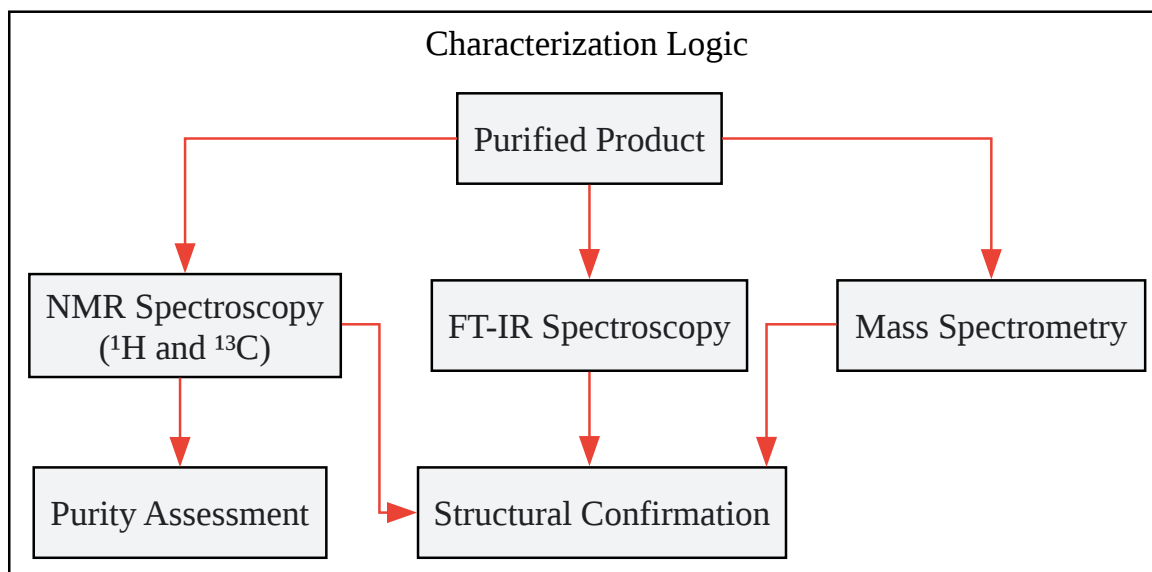 Characterization Logic
Purified Product
NMR Spectroscopy
(¹H and ¹³C)
FT-IR Spectroscopy
Mass Spectrometry
Purity Assessment
Structural Confirmation